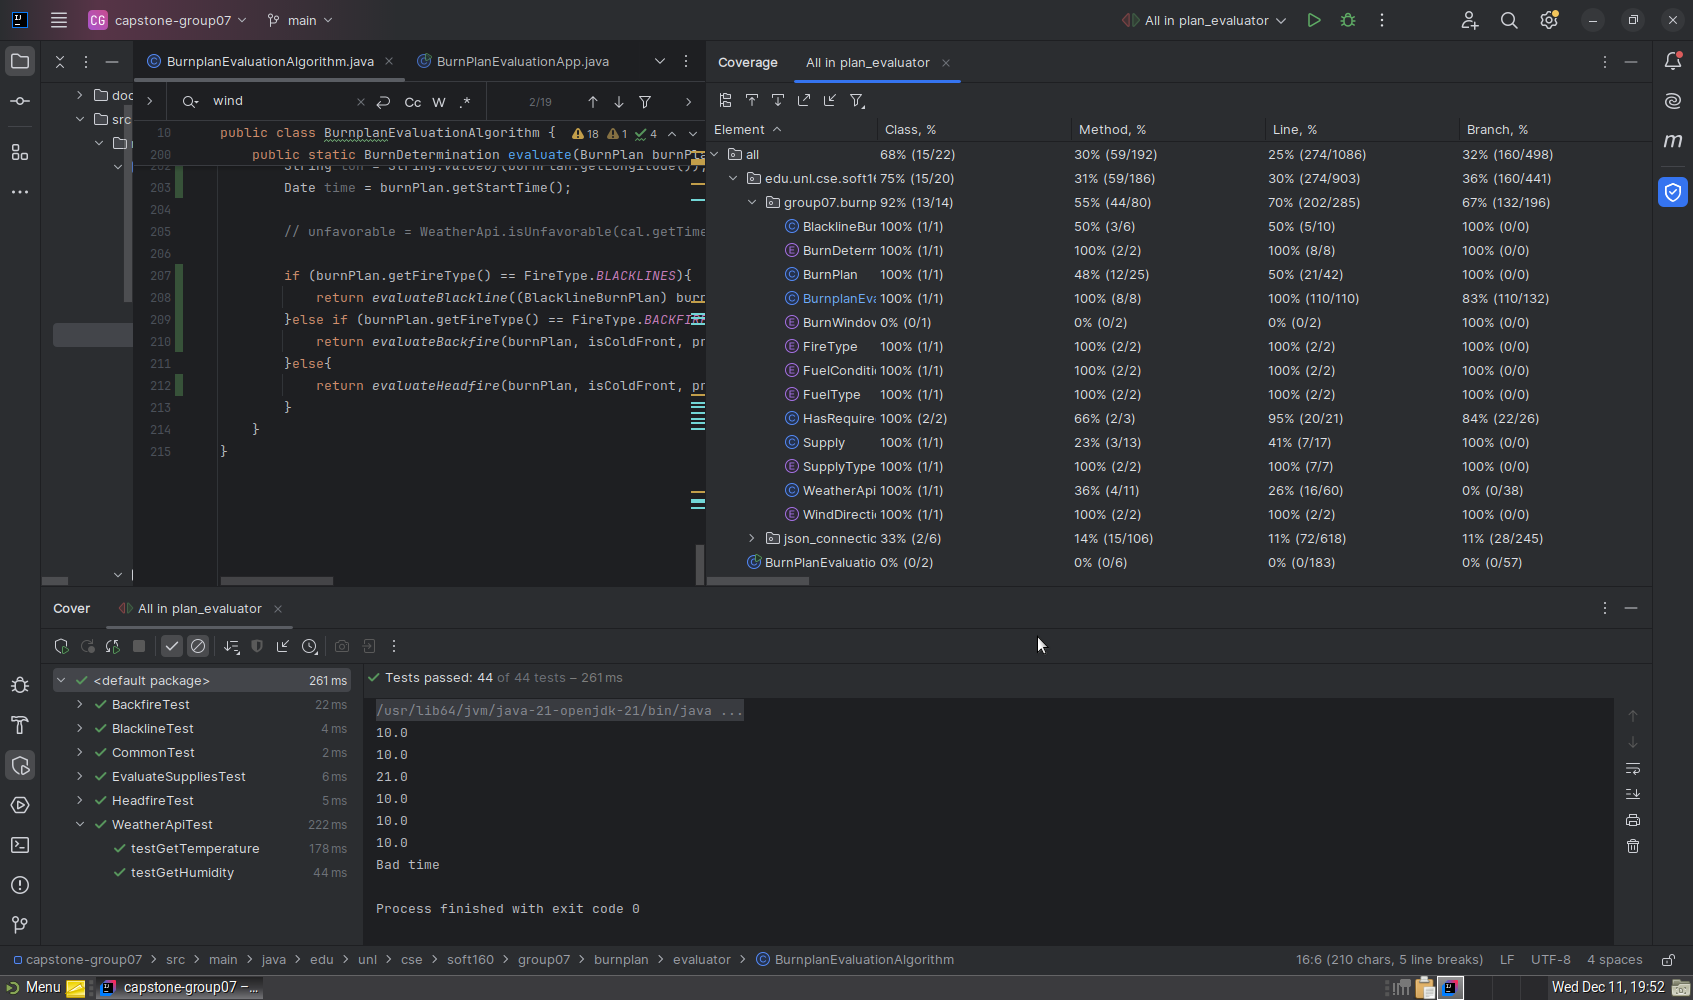 CG capstone-group07 main All in plan_evaluator
BurnplanEvaluationAlgorithm.java BurnPlanEvaluationApp.java
wind Cc W .* 2/19
doc
src
10 public class BurnplanEvaluationAlgorithm { 18 1 4
200 public static BurnDetermination evaluate(BurnPlan burnPl
203 Date time = burnPlan.getStartTime();
204
205 // unfavorable = WeatherApi.isUnfavorable(cal.getTime
206
207 if (burnPlan.getFireType() == FireType.BLACKLINES){
208 return evaluateBlackline((BlacklineBurnPlan) burn
209 }else if (burnPlan.getFireType() == FireType.BACKFIR
210 return evaluateBackfire(burnPlan, isColdFront, pr
211 }else{
212 return evaluateHeadfire(burnPlan, isColdFront, pr
213 }
214 }
215 }
Coverage All in plan_evaluator
Element Class, % Method, % Line, % Branch, %
all 68% (15/22) 30% (59/192) 25% (274/1086) 32% (160/498)
edu.unl.cse.soft16 75% (15/20) 31% (59/186) 30% (274/903) 36% (160/441)
group07.burnp 92% (13/14) 55% (44/80) 70% (202/285) 67% (132/196)
BlacklineBur 100% (1/1) 50% (3/6) 50% (5/10) 100% (0/0)
BurnDeterm 100% (1/1) 100% (2/2) 100% (8/8) 100% (0/0)
BurnPlan 100% (1/1) 48% (12/25) 50% (21/42) 100% (0/0)
BurnplanEva 100% (1/1) 100% (8/8) 100% (110/110) 83% (110/132)
BurnWindow 0% (0/1) 0% (0/2) 0% (0/2) 100% (0/0)
FireType 100% (1/1) 100% (2/2) 100% (2/2) 100% (0/0)
FuelConditi 100% (1/1) 100% (2/2) 100% (2/2) 100% (0/0)
FuelType 100% (1/1) 100% (2/2) 100% (2/2) 100% (0/0)
HasRequire 100% (2/2) 66% (2/3) 95% (20/21) 84% (22/26)
Supply 100% (1/1) 23% (3/13) 41% (7/17) 100% (0/0)
SupplyType 100% (1/1) 100% (2/2) 100% (7/7) 100% (0/0)
WeatherApi 100% (1/1) 36% (4/11) 26% (16/60) 0% (0/38)
WindDirecti 100% (1/1) 100% (2/2) 100% (2/2) 100% (0/0)
json_connectic 33% (2/6) 14% (15/106) 11% (72/618) 11% (28/245)
BurnPlanEvaluatio 0% (0/2) 0% (0/6) 0% (0/183) 0% (0/57)
Cover All in plan_evaluator
<default package> 261 ms
BackfireTest 22 ms
BlacklineTest 4 ms
CommonTest 2 ms
EvaluateSuppliesTest 6 ms
HeadfireTest 5 ms
WeatherApiTest 222 ms
testGetTemperature 178 ms
testGetHumidity 44 ms
Tests passed: 44 of 44 tests – 261 ms
/usr/lib64/jvm/java-21-openjdk-21/bin/java ...
10.0
10.0
21.0
10.0
10.0
10.0
Bad time
Process finished with exit code 0
capstone-group07 > src > main > java > edu > unl > cse > soft160 > group07 > burnplan > evaluator > BurnplanEvaluationAlgorithm 16:6 (210 chars, 5 line breaks) LF UTF-8 4 spaces
Menu capstone-group07 –... Wed Dec 11, 19:52